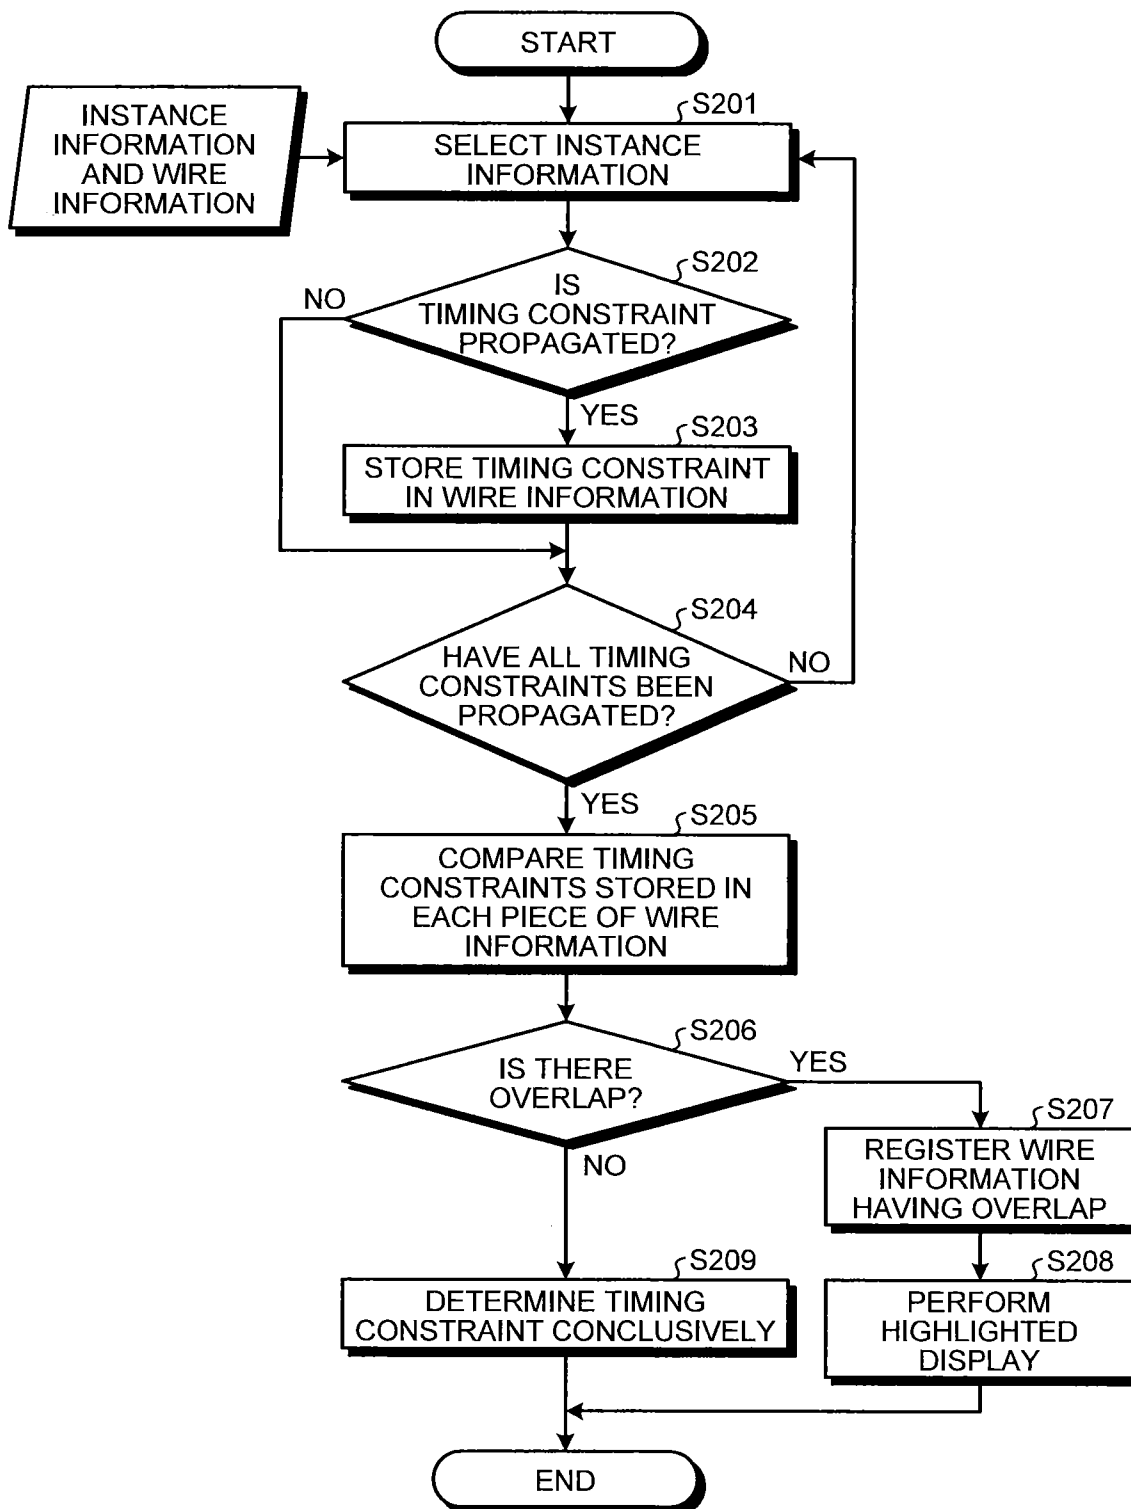 START
INSTANCE
INFORMATION
AND WIRE
INFORMATION
S201
SELECT INSTANCE
INFORMATION
S202
IS
TIMING CONSTRAINT
PROPAGATED?
NO
YES
S203
STORE TIMING CONSTRAINT
IN WIRE INFORMATION
S204
HAVE ALL TIMING
CONSTRAINTS BEEN
PROPAGATED?
NO
YES
S205
COMPARE TIMING
CONSTRAINTS STORED IN
EACH PIECE OF WIRE
INFORMATION
S206
IS THERE
OVERLAP?
YES
NO
S207
REGISTER WIRE
INFORMATION
HAVING OVERLAP
S208
PERFORM
HIGHLIGHTED
DISPLAY
S209
DETERMINE TIMING
CONSTRAINT CONCLUSIVELY
END